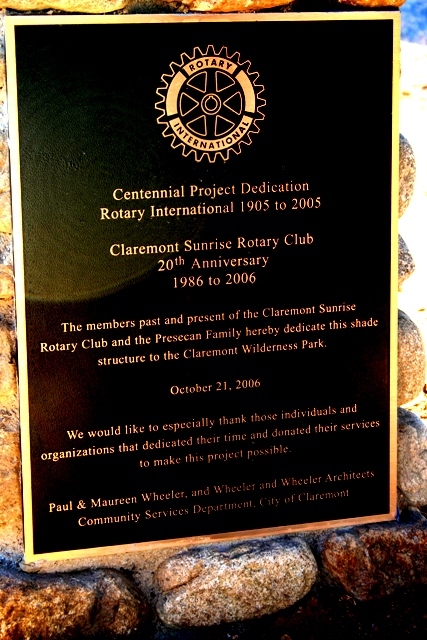 ROTARY
INTERNATIONAL
Centennial Project Dedication
Rotary International 1905 to 2005
Claremont Sunrise Rotary Club
20th Anniversary
1986 to 2006
The members past and present of the Claremont Sunrise
Rotary Club and the Presecan Family hereby dedicate this shade
structure to the Claremont Wilderness Park.
October 21, 2006
We would like to especially thank those individuals and
organizations that dedicated their time and donated their services
to make this project possible.
Paul & Maureen Wheeler, and Wheeler and Wheeler Architects
Community Services Department, City of Claremont